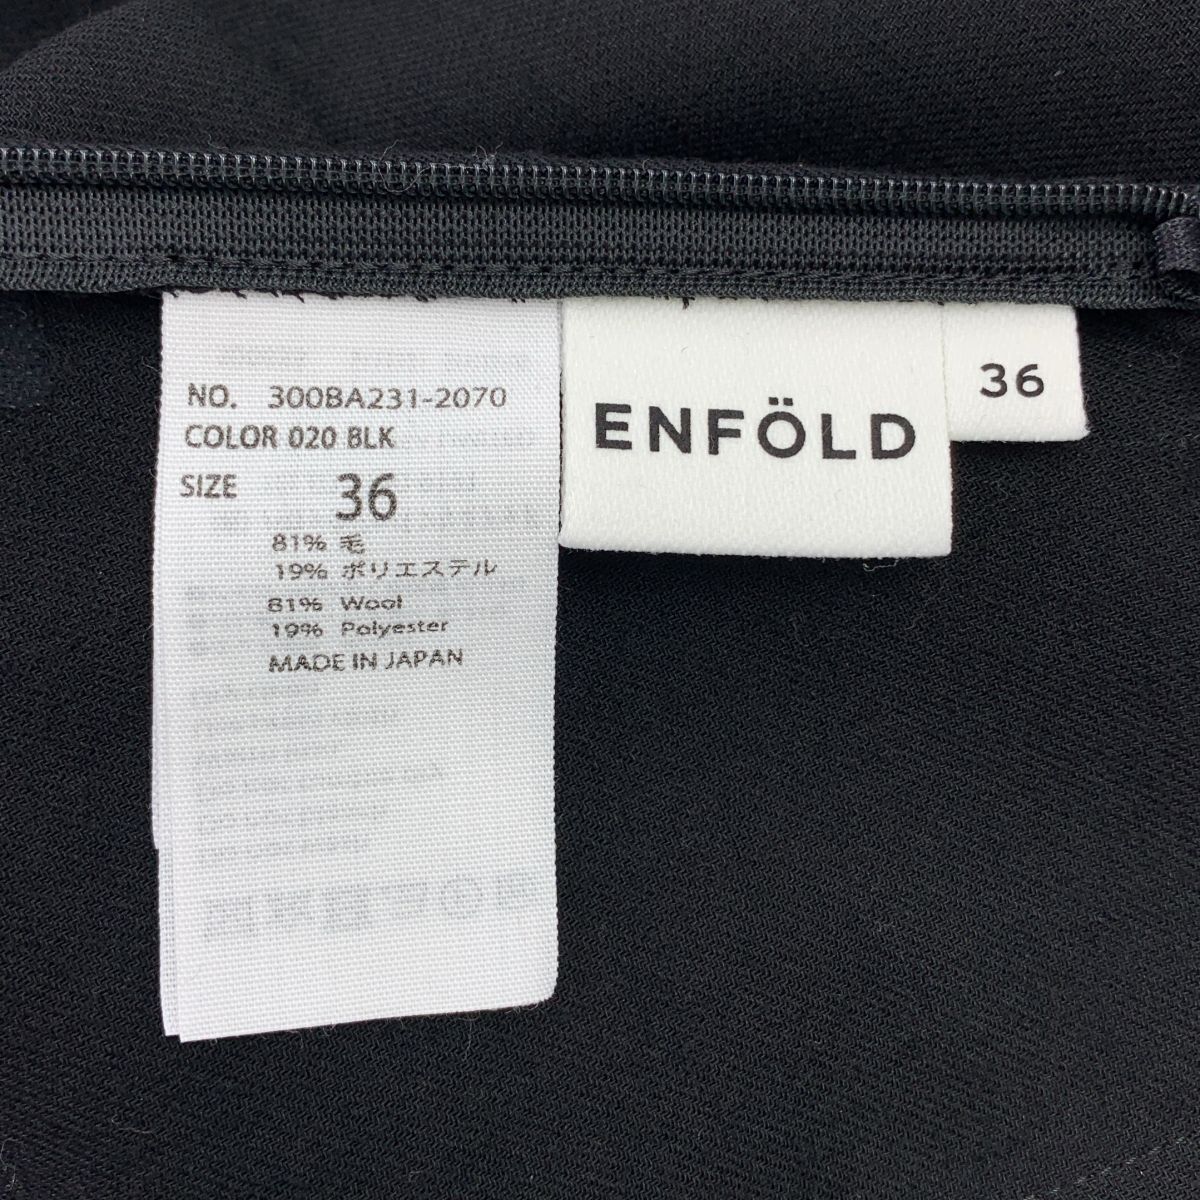 NO. 300BA231-2070
COLOR 020 BLK
SIZE 36
81% 毛
19% ポリエステル
81% Wool
19% Polyester
MADE IN JAPAN
ENFÖLD
36